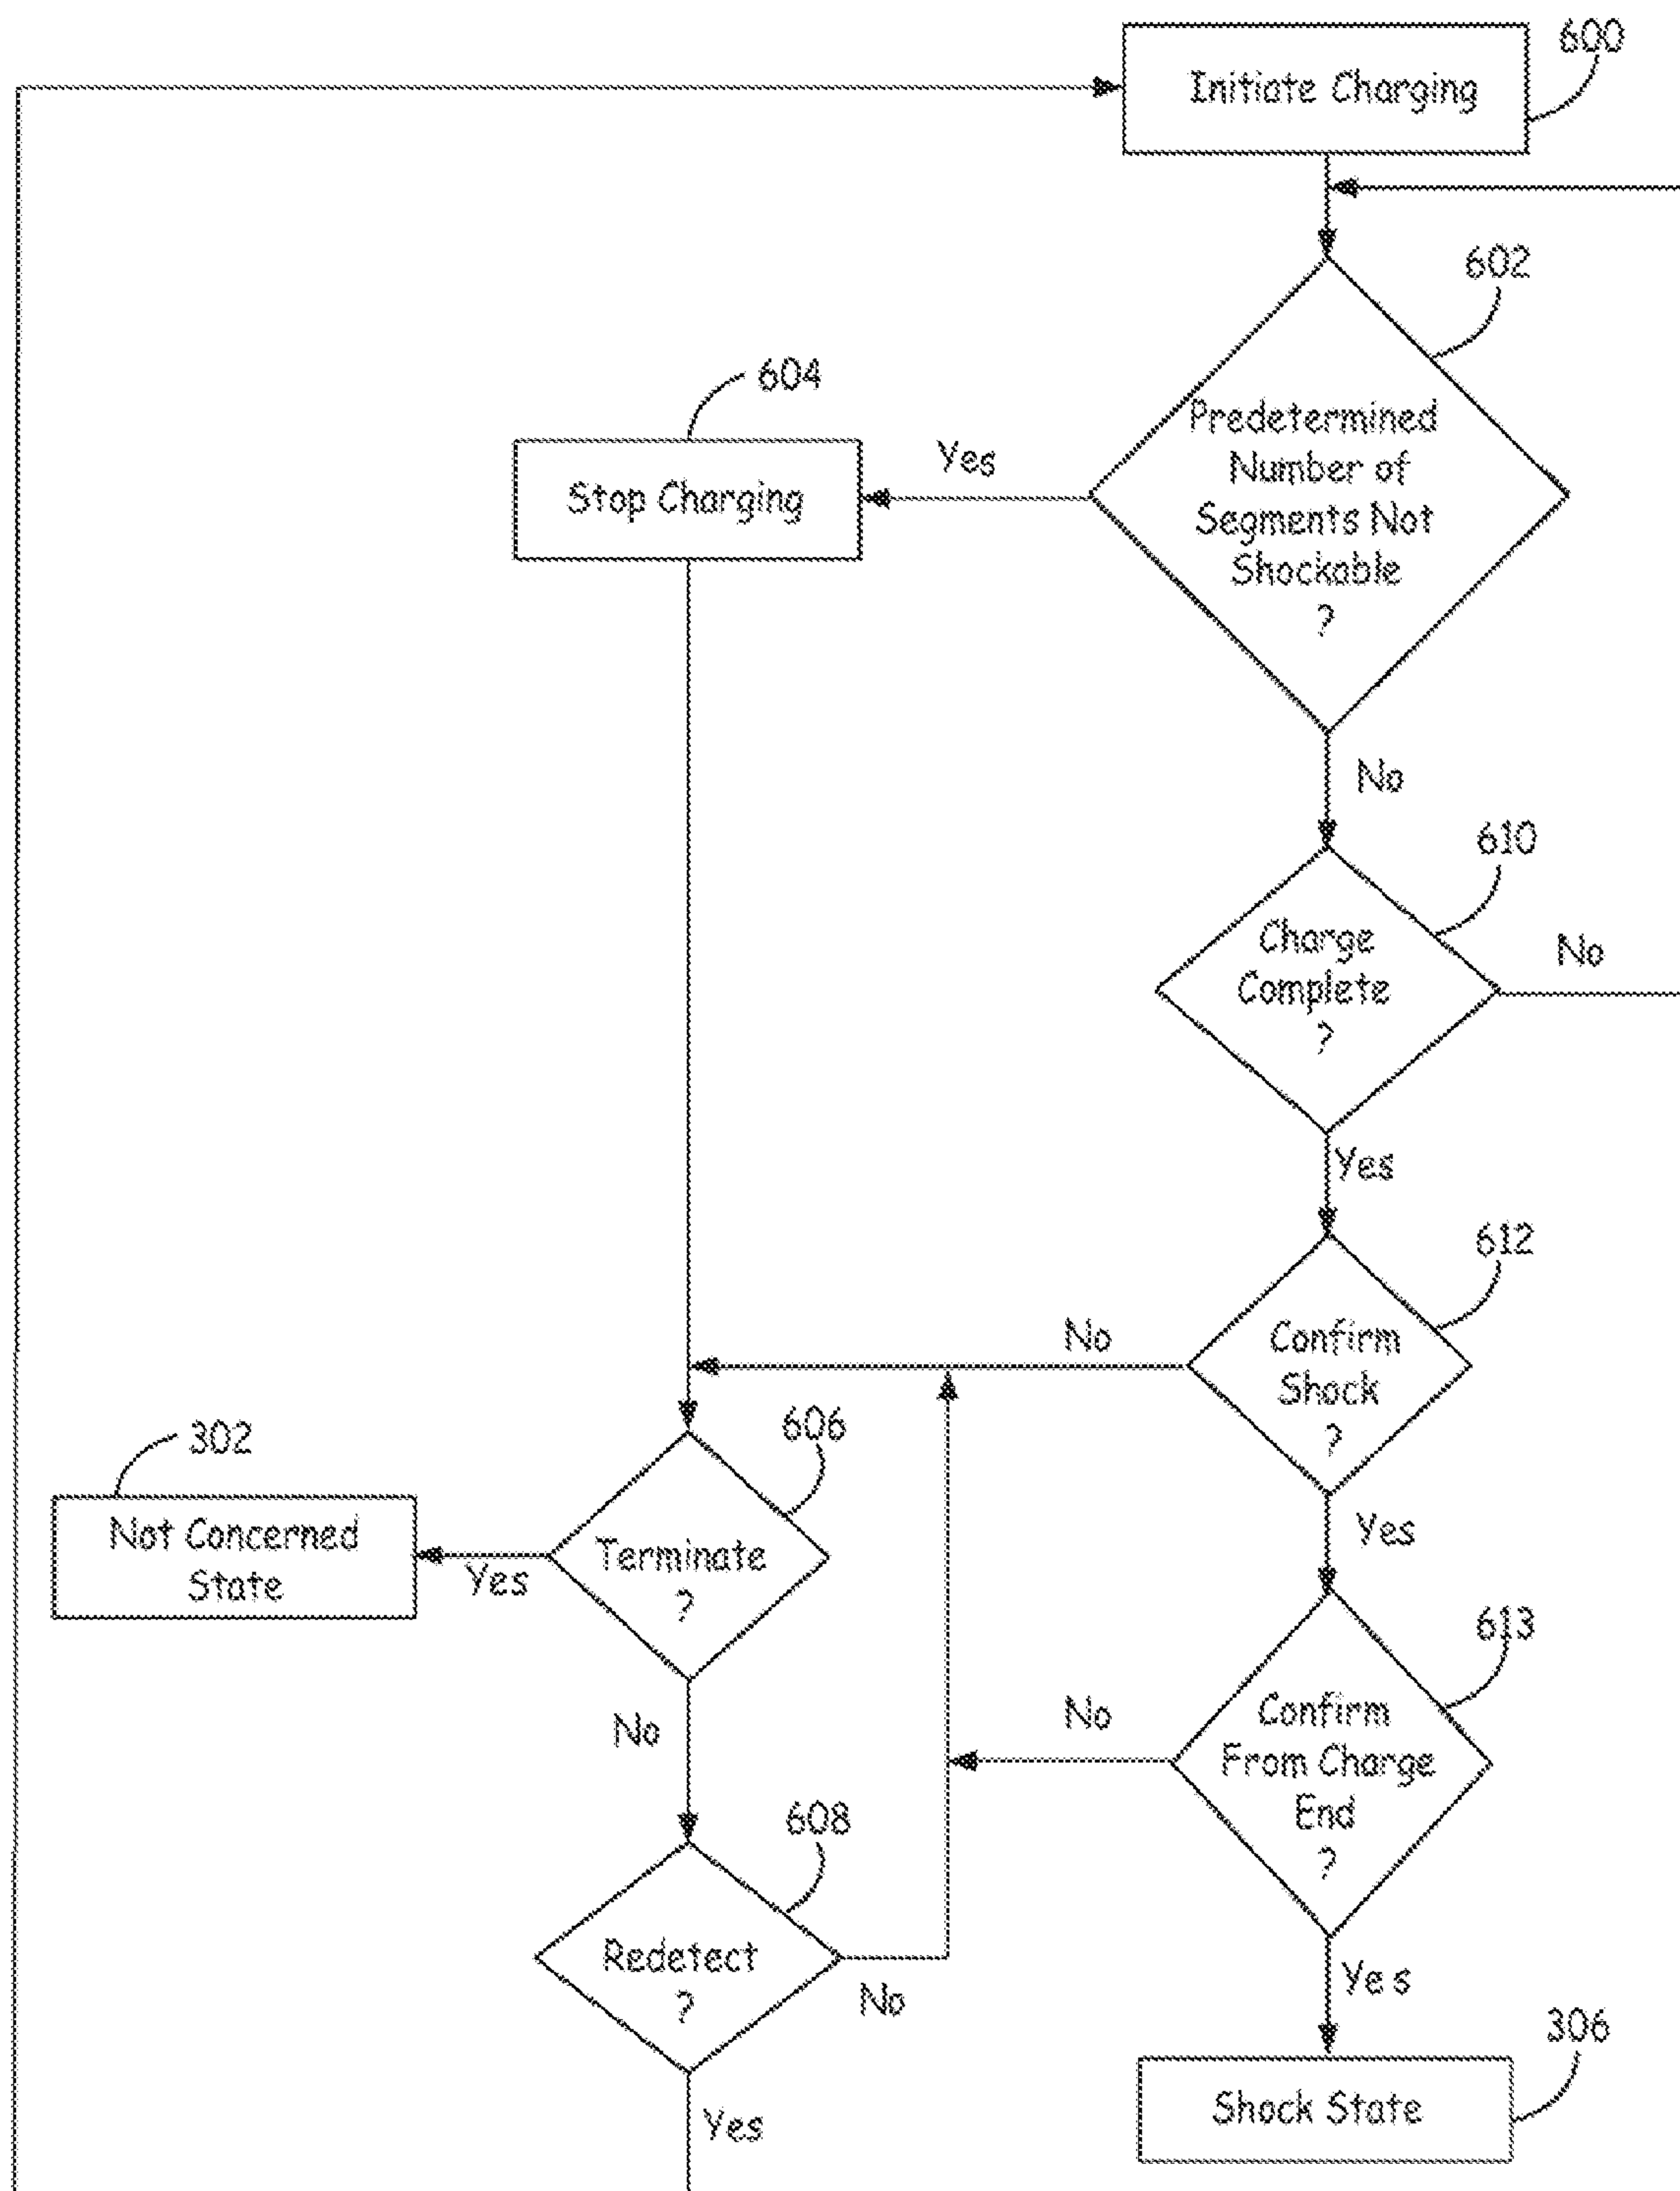 600
Initiate Charging
602
604
Predetermined
Number of
Segments Not
Shockable
?
Yes
Stop Charging
No
610
Charge
Complete
?
No
Yes
612
No
Confirm
Shock
?
606
302
Not Concerned
State
Yes
Terminate
?
Yes
613
No
No
Confirm
From Charge
End
?
608
Redetect
?
No
Yes
306
Yes
Shock State